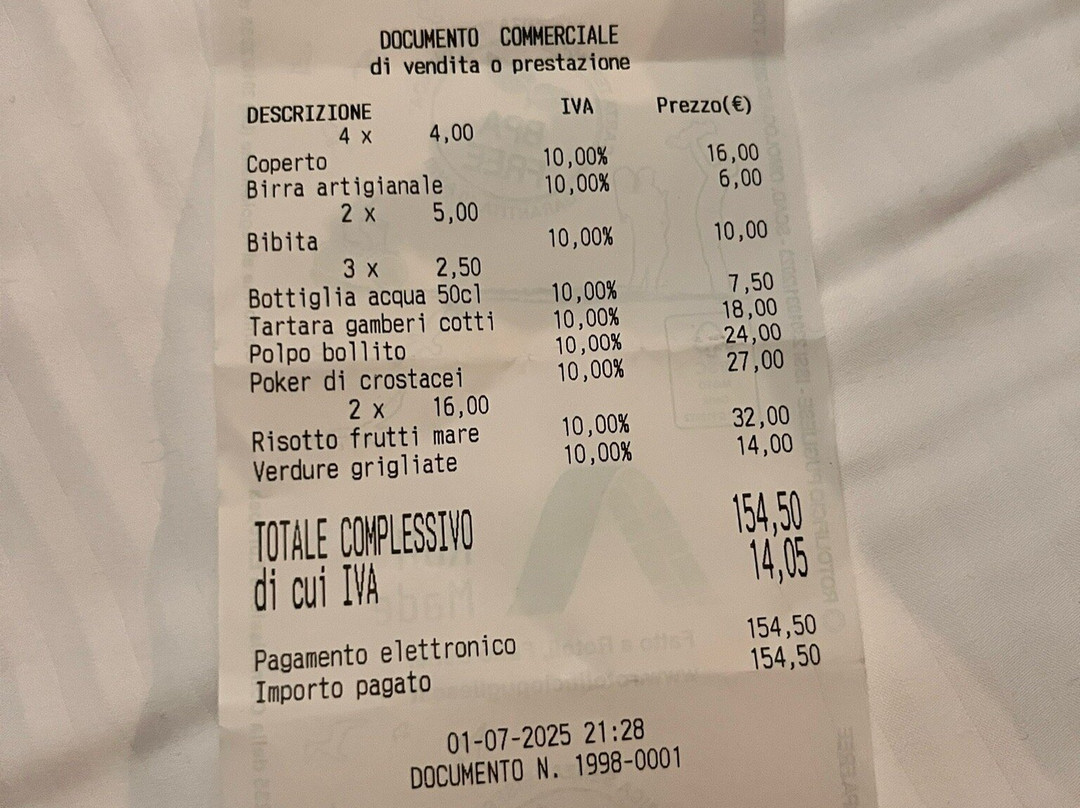 DOCUMENTO COMMERCIALE
di vendita o prestazione
DESCRIZIONE IVA Prezzo(€)
4 x 4,00
Coperto 10,00% 16,00
Birra artigianale 10,00% 6,00
2 x 5,00
Bibita 10,00% 10,00
3 x 2,50
Bottiglia acqua 50cl 10,00% 7,50
Tartara gamberi cotti 10,00% 18,00
Polpo bollito 10,00% 24,00
Poker di crostacei 10,00% 27,00
2 x 16,00
Risotto frutti mare 10,00% 32,00
Verdure grigliate 10,00% 14,00
TOTALE COMPLESSIVO 154,50
di cui IVA 14,05
Pagamento elettronico 154,50
Importo pagato 154,50
01-07-2025 21:28
DOCUMENTO N. 1998-0001